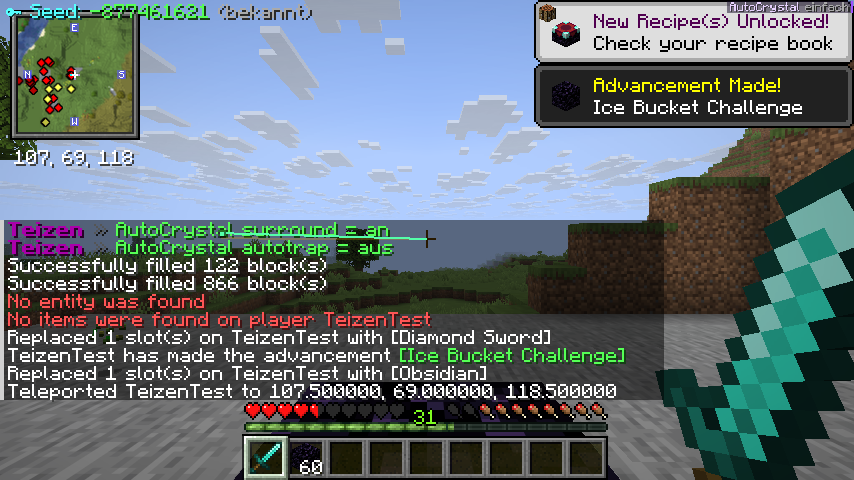 Seed: -877461621 (bekannt)
AutoCrystal einfach
New Recipe(s) Unlocked!
Check your recipe book
Advancement Made!
Ice Bucket Challenge
E
N
S
W
107, 69, 118
Teizen » AutoCrystal surround = an
Teizen » AutoCrystal autotrap = aus
Successfully filled 122 block(s)
Successfully filled 866 block(s)
No entity was found
No items were found on player TeizenTest
Replaced 1 slot(s) on TeizenTest with [Diamond Sword]
TeizenTest has made the advancement [Ice Bucket Challenge]
Replaced 1 slot(s) on TeizenTest with [Obsidian]
Teleported TeizenTest to 107.500000, 69.000000, 118.500000
31
60